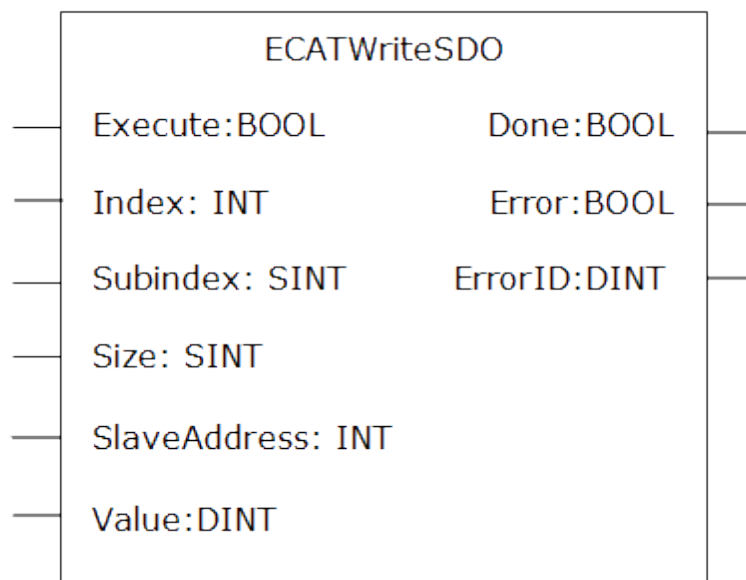 ECATWriteSDO
Execute:BOOL Done:BOOL
Index: INT Error:BOOL
Subindex: SINT ErrorID:DINT
Size: SINT
SlaveAddress: INT
Value:DINT